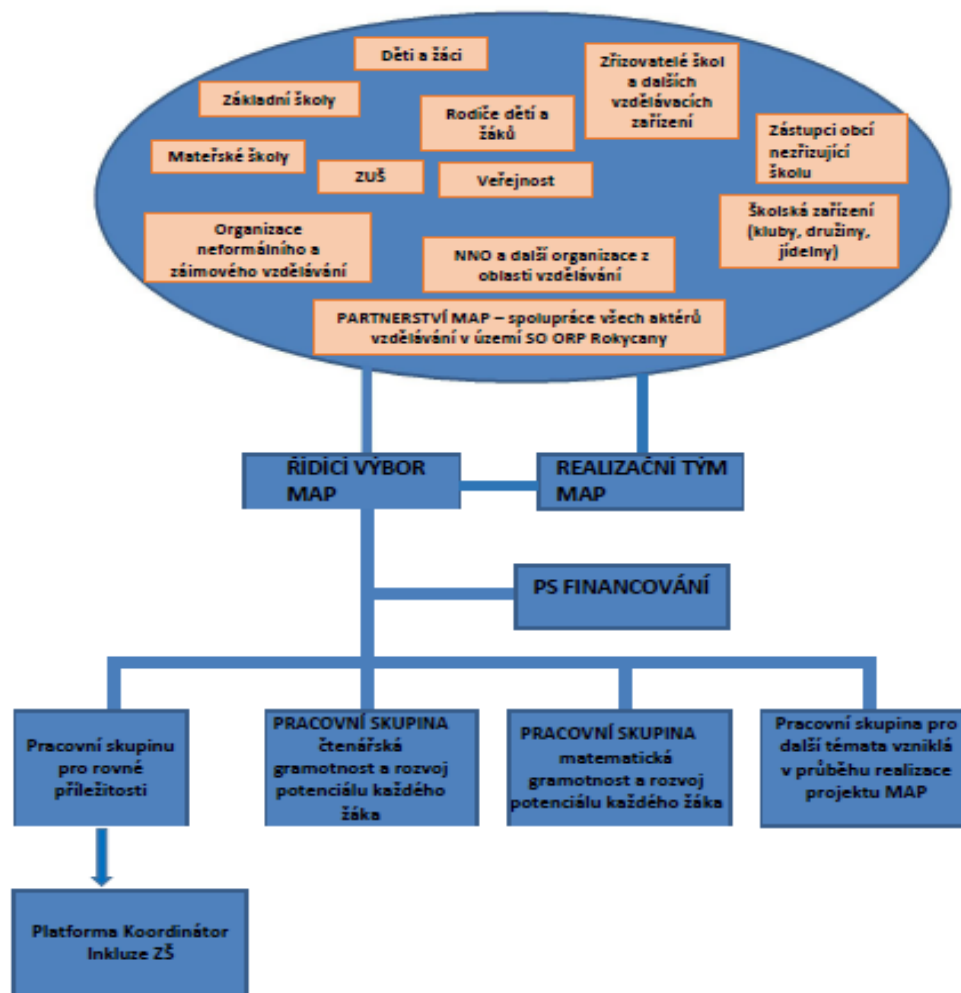 Děti a žáci
Zřizovatelé škol
a dalších
vzdělávacích
zařízení
Základní školy
Rodiče dětí a
žáků
Zástupci obcí
nezřizující
školu
Mateřské školy
ZUŠ
Veřejnost
Školská zařízení
(kluby, družiny,
jídelny)
Organizace
neformálního a
záimového vzdělávání
NNO a další organizace z
oblasti vzdělávání
PARTNERSTVÍ MAP – spolupráce všech aktérů
vzdělávání v území SO ORP Rokycany
ŘÍDÍCÍ VÝBOR
MAP
REALIZAČNÍ TÝM
MAP
PS FINANCOVÁNÍ
Pracovní skupinu
pro rovné
příležitosti
PRACOVNÍ SKUPINA
čtenářská
gramotnost a rozvoj
potenciálu každého
žáka
PRACOVNÍ SKUPINA
matematická
gramotnost a rozvoj
potenciálu každého žáka
Pracovní skupina pro
další témata vzniklá
v průběhu realizace
projektu MAP
Platforma Koordinátor
Inkluze ZŠ